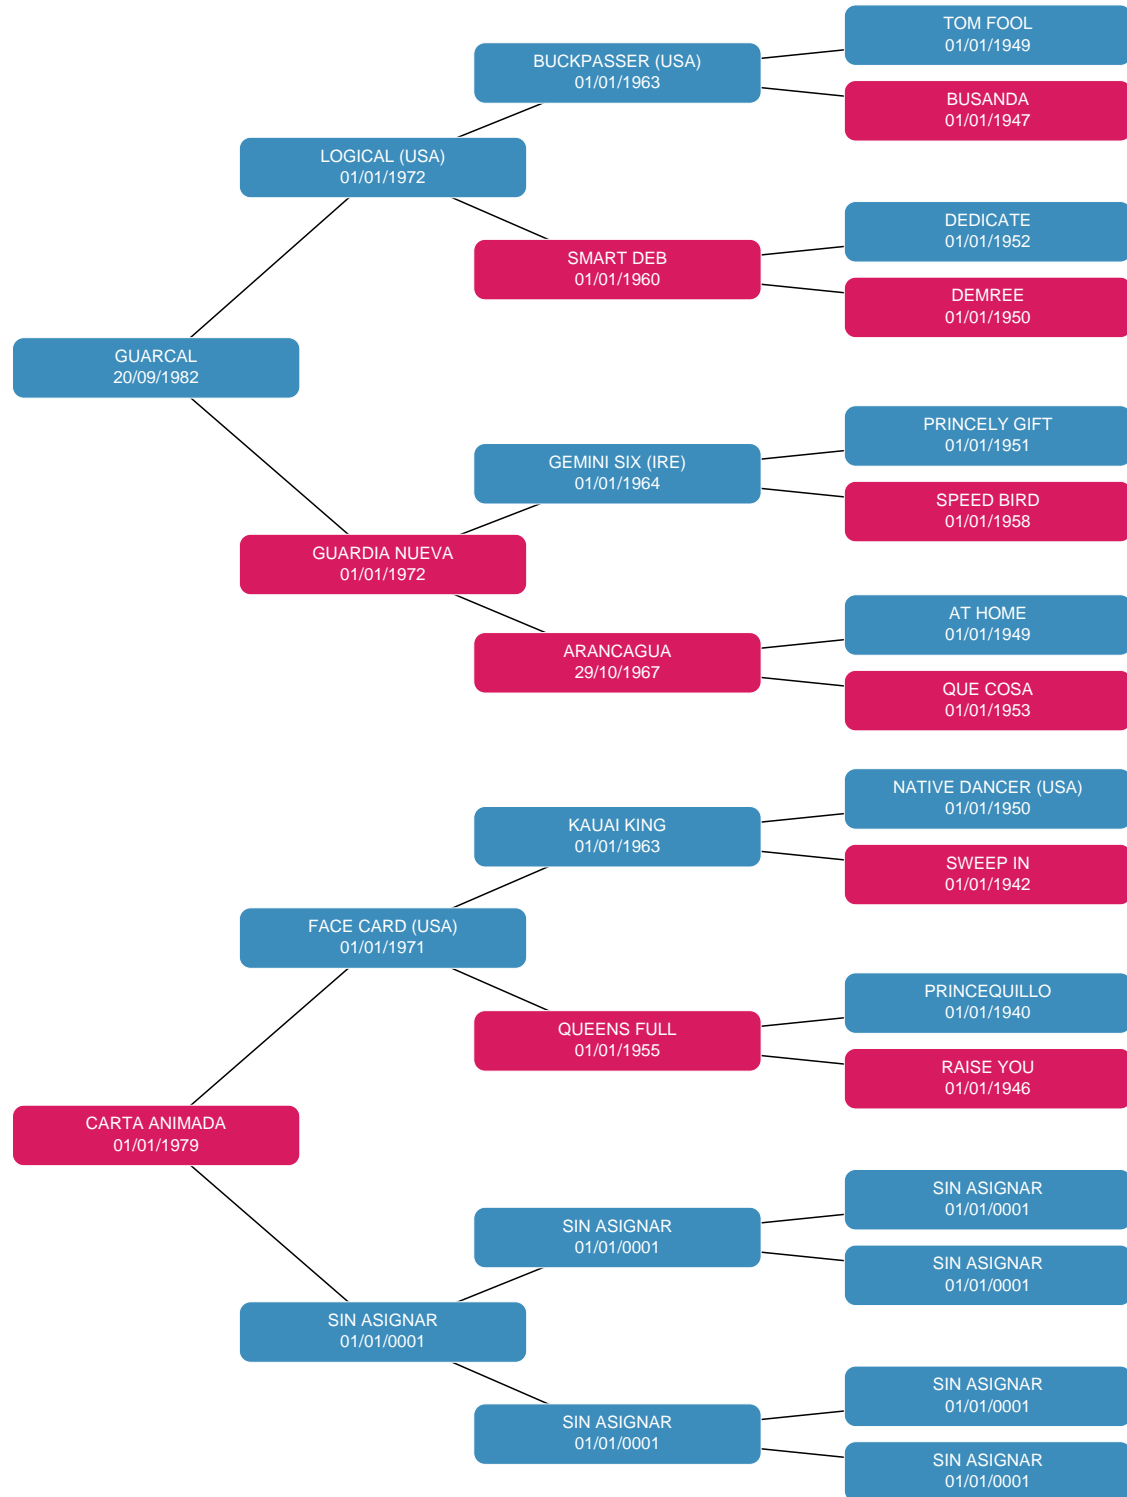 TOM FOOL
01/01/1949
BUCKPASSER (USA)
01/01/1963
BUSANDA
01/01/1947
LOGICAL (USA)
01/01/1972
DEDICATE
01/01/1952
SMART DEB
01/01/1960
DEMREE
01/01/1950
GUARCAL
20/09/1982
PRINCELY GIFT
01/01/1951
GEMINI SIX (IRE)
01/01/1964
SPEED BIRD
01/01/1958
GUARDIA NUEVA
01/01/1972
AT HOME
01/01/1949
ARANCAGUA
29/10/1967
QUE COSA
01/01/1953
NATIVE DANCER (USA)
01/01/1950
KAUAI KING
01/01/1963
SWEEP IN
01/01/1942
FACE CARD (USA)
01/01/1971
PRINCEQUILLO
01/01/1940
QUEENS FULL
01/01/1955
RAISE YOU
01/01/1946
CARTA ANIMADA
01/01/1979
SIN ASIGNAR
01/01/0001
SIN ASIGNAR
01/01/0001
SIN ASIGNAR
01/01/0001
SIN ASIGNAR
01/01/0001
SIN ASIGNAR
01/01/0001
SIN ASIGNAR
01/01/0001
SIN ASIGNAR
01/01/0001